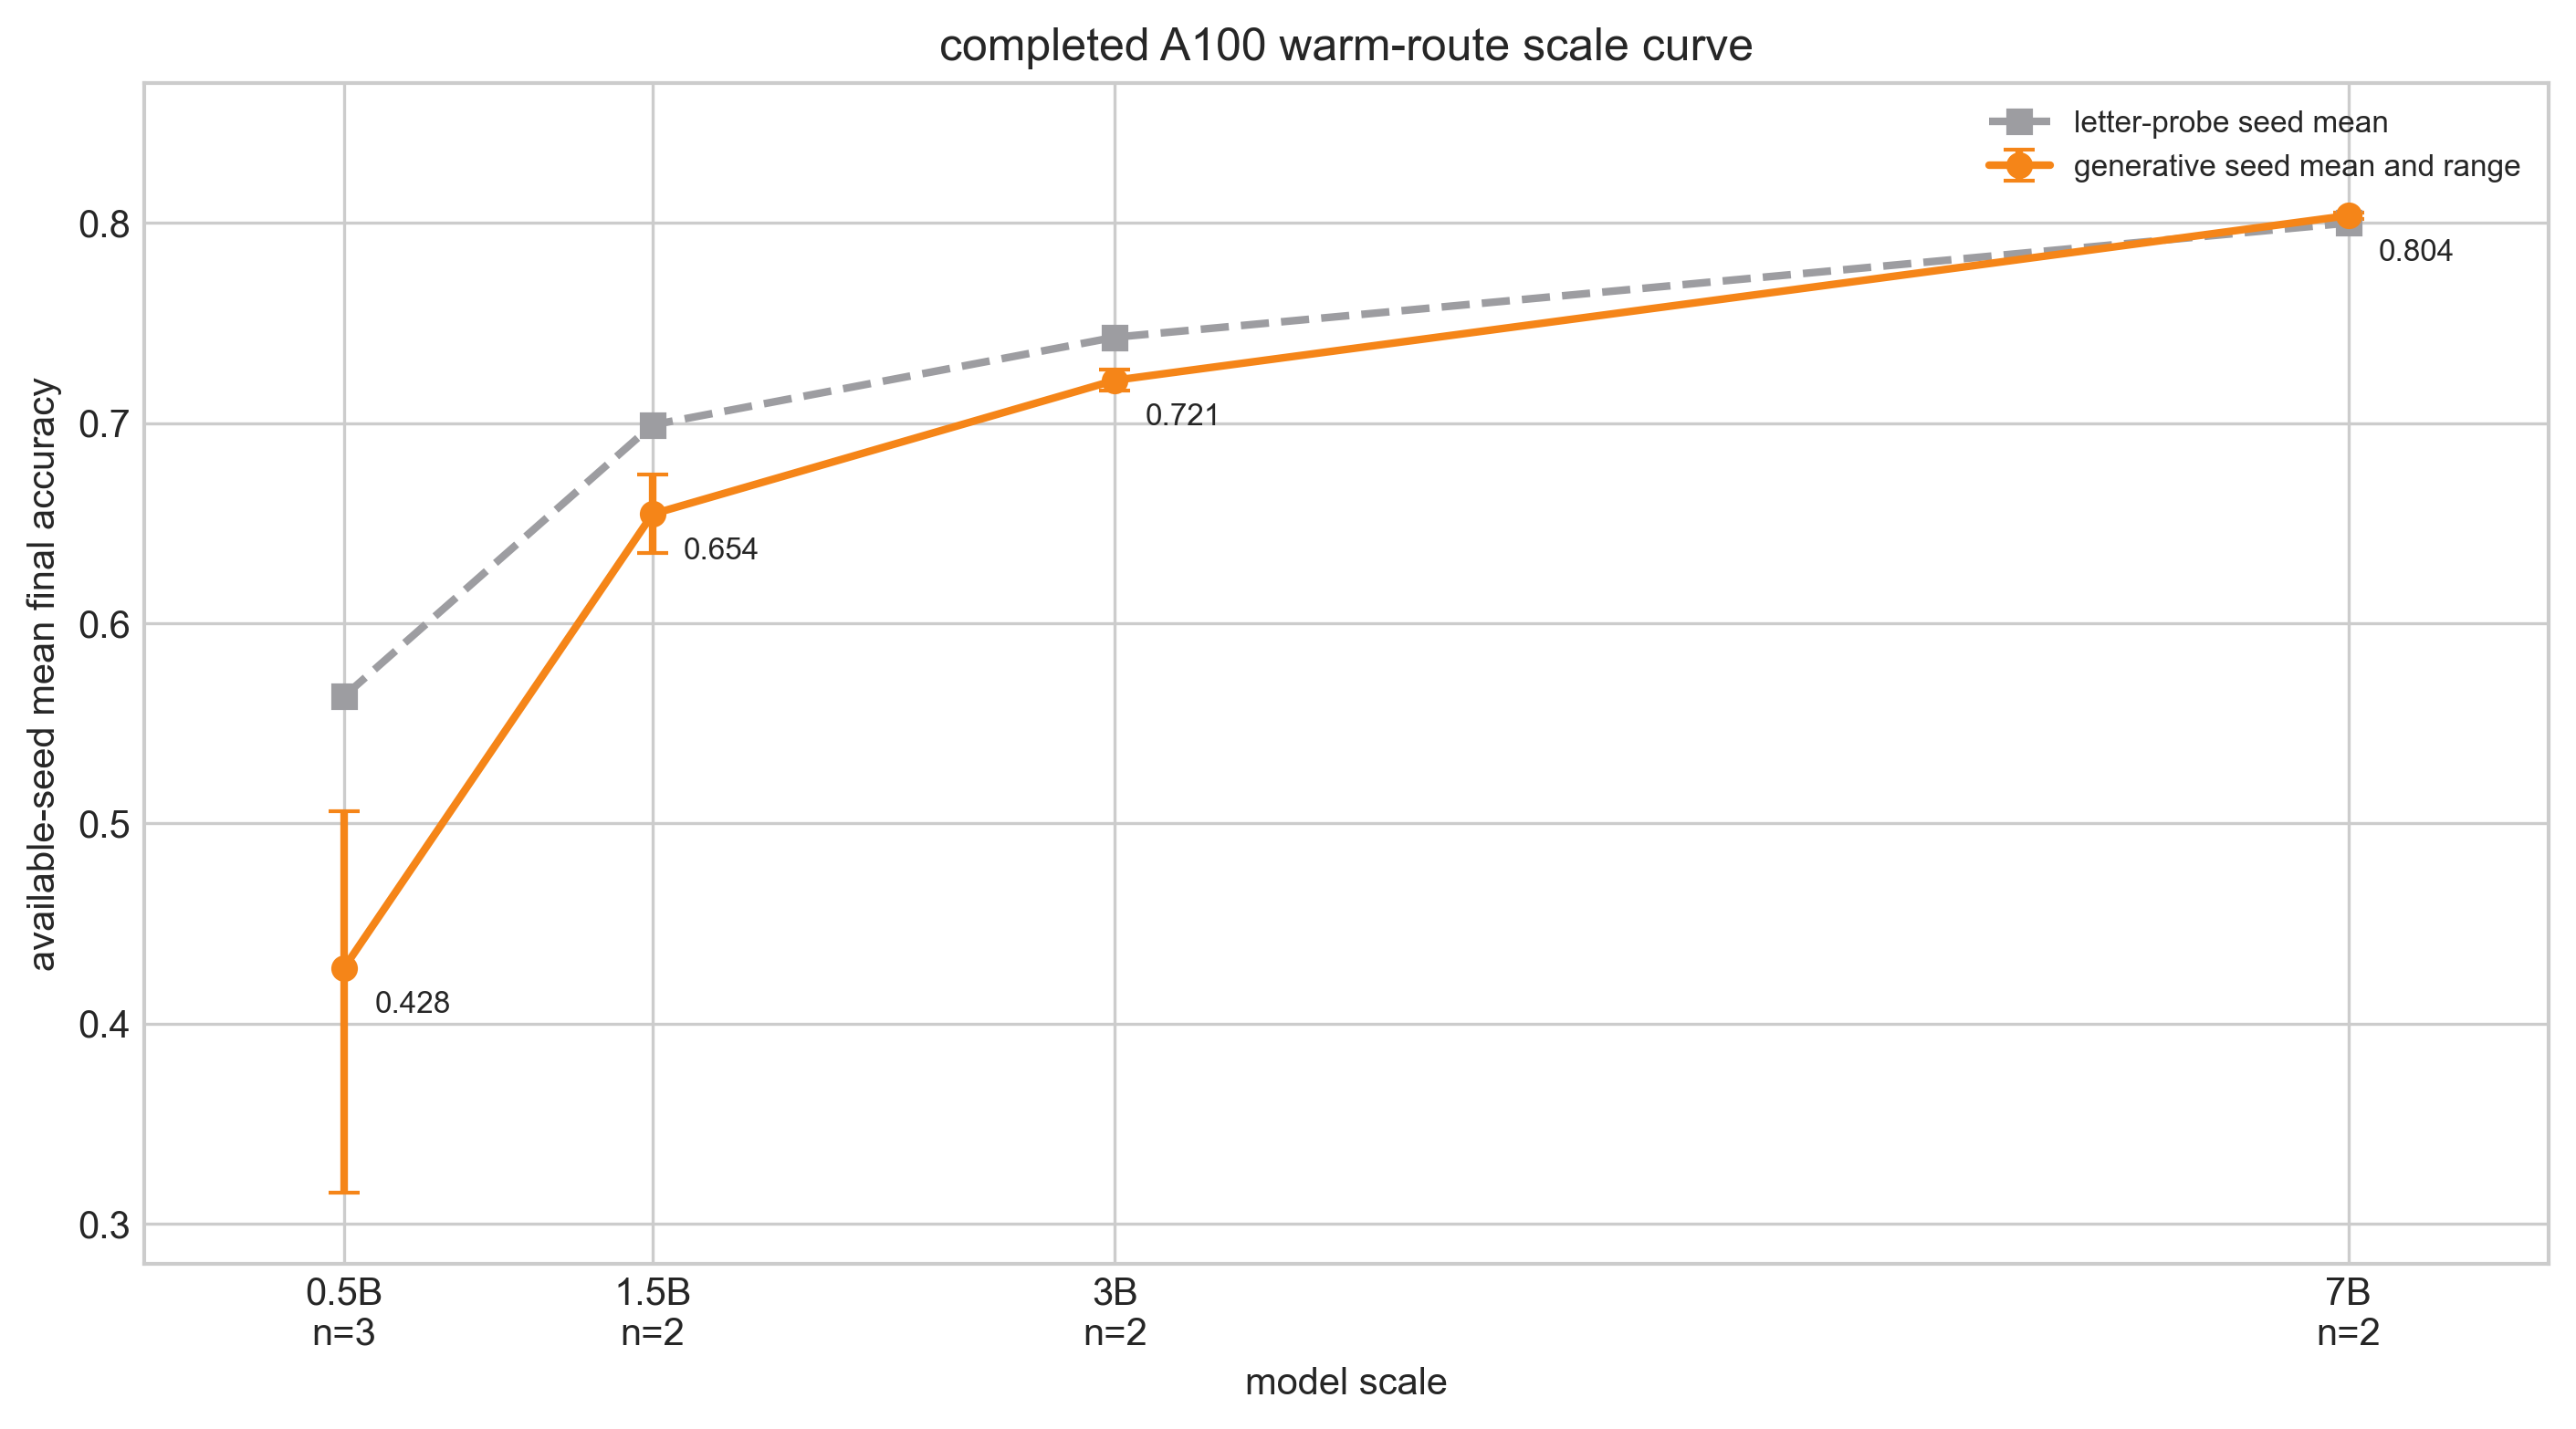 completed A100 warm-route scale curve
letter-probe seed mean
generative seed mean and range
available-seed mean final accuracy
0.8
0.7
0.6
0.5
0.4
0.3
0.804
0.721
0.654
0.428
0.5B
n=3
1.5B
n=2
3B
n=2
7B
n=2
model scale